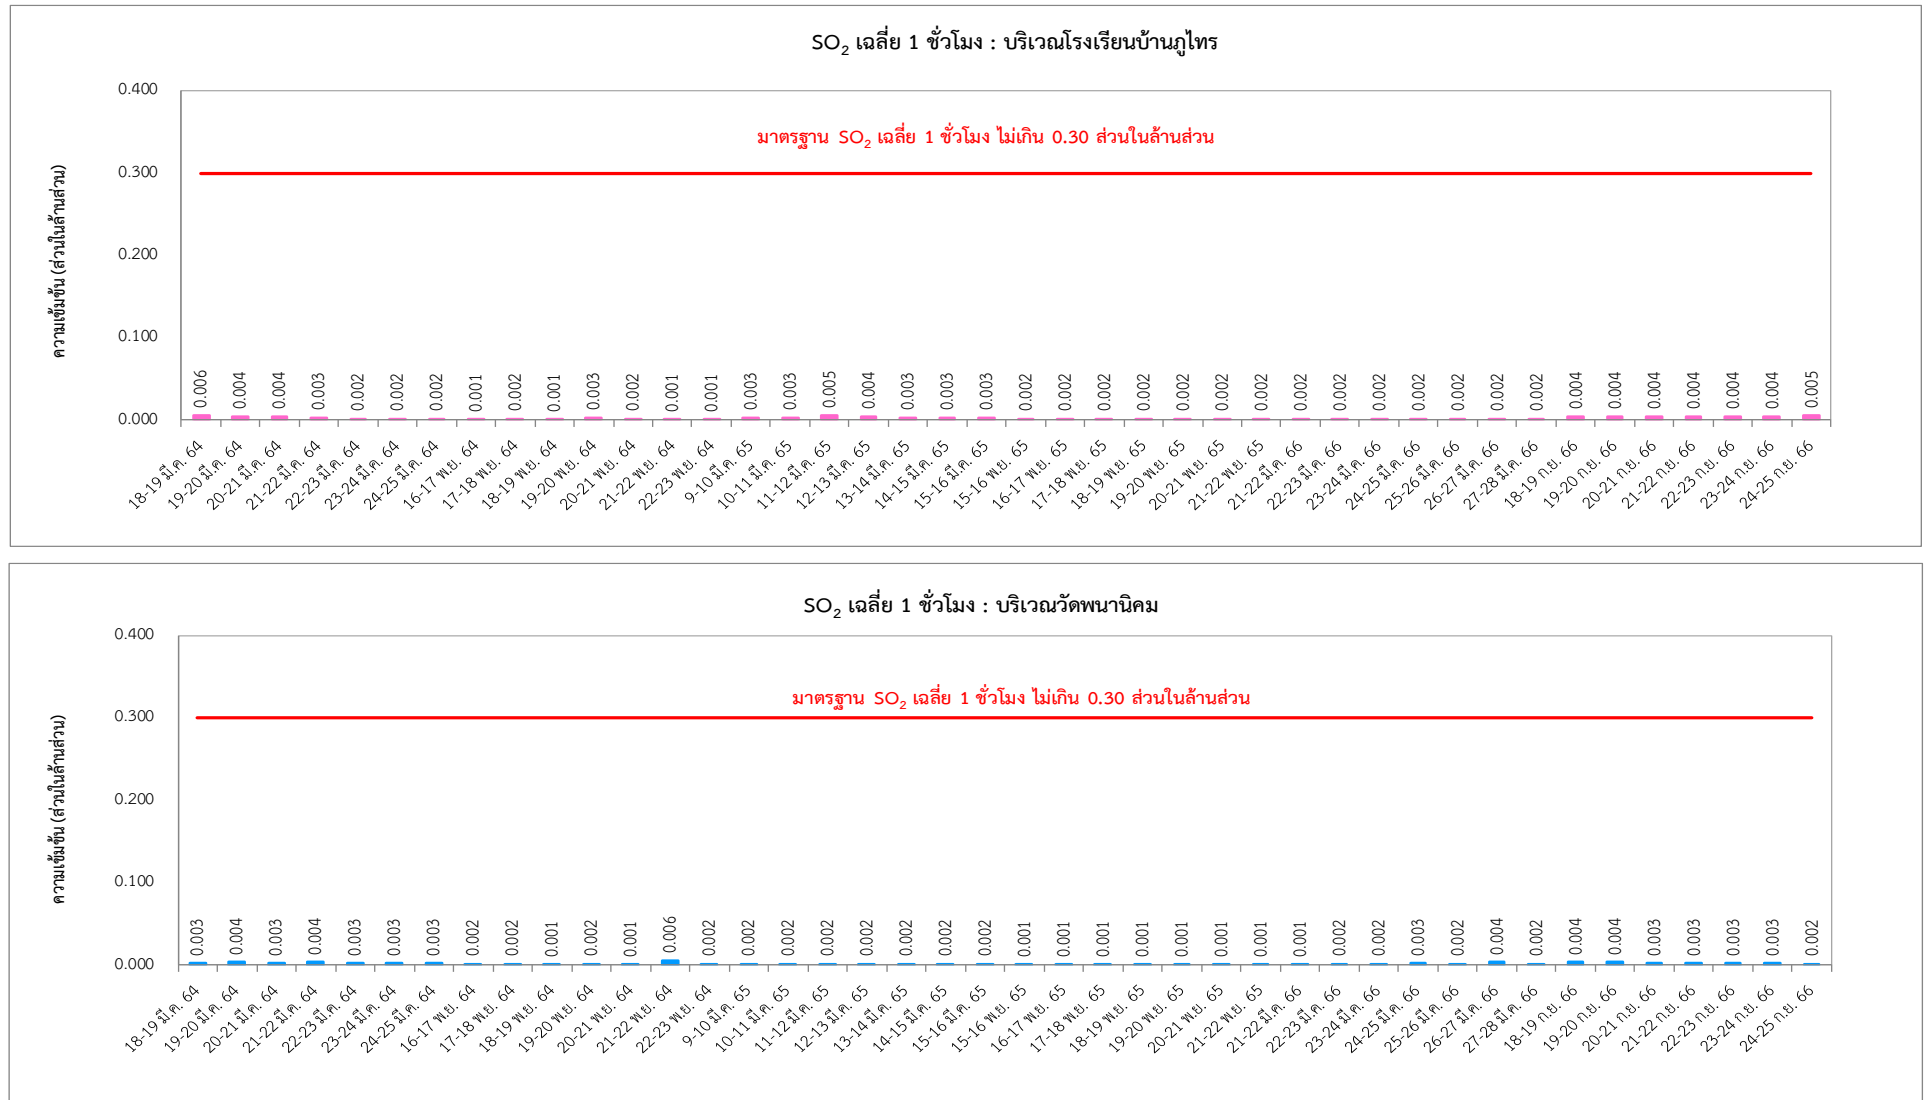 SO₂ เฉลี่ย 1 ชั่วโมง : บริเวณโรงเรียนบ้านภูไทร
ความเข้มข้น (ส่วนในล้านส่วน)
0.400
0.300
0.200
0.100
0.000
มาตรฐาน SO₂ เฉลี่ย 1 ชั่วโมง ไม่เกิน 0.30 ส่วนในล้านส่วน
0.006 0.004 0.004 0.003 0.002 0.002 0.002 0.001 0.002 0.001 0.003 0.002 0.001 0.001 0.003 0.003 0.005 0.004 0.003 0.003 0.003 0.002 0.002 0.002 0.002 0.002 0.002 0.002 0.002 0.002 0.002 0.002 0.002 0.002 0.002 0.004 0.004 0.004 0.004 0.004 0.004 0.005
18-19 มี.ค. 64
19-20 มี.ค. 64
20-21 มี.ค. 64
21-22 มี.ค. 64
22-23 มี.ค. 64
23-24 มี.ค. 64
24-25 มี.ค. 64
16-17 พ.ย. 64
17-18 พ.ย. 64
18-19 พ.ย. 64
19-20 พ.ย. 64
20-21 พ.ย. 64
21-22 พ.ย. 64
22-23 พ.ย. 64
9-10 มี.ค. 65
10-11 มี.ค. 65
11-12 มี.ค. 65
12-13 มี.ค. 65
13-14 มี.ค. 65
14-15 มี.ค. 65
15-16 มี.ค. 65
15-16 พ.ย. 65
16-17 พ.ย. 65
17-18 พ.ย. 65
18-19 พ.ย. 65
19-20 พ.ย. 65
20-21 พ.ย. 65
21-22 พ.ย. 65
21-22 มี.ค. 66
22-23 มี.ค. 66
23-24 มี.ค. 66
24-25 มี.ค. 66
25-26 มี.ค. 66
26-27 มี.ค. 66
27-28 มี.ค. 66
18-19 ก.ย. 66
19-20 ก.ย. 66
20-21 ก.ย. 66
21-22 ก.ย. 66
22-23 ก.ย. 66
23-24 ก.ย. 66
24-25 ก.ย. 66
SO₂ เฉลี่ย 1 ชั่วโมง : บริเวณวัดพนานิคม
ความเข้มข้น (ส่วนในล้านส่วน)
0.400
0.300
0.200
0.100
0.000
มาตรฐาน SO₂ เฉลี่ย 1 ชั่วโมง ไม่เกิน 0.30 ส่วนในล้านส่วน
0.003 0.004 0.003 0.004 0.003 0.003 0.003 0.002 0.002 0.001 0.002 0.001 0.006 0.002 0.002 0.002 0.002 0.002 0.002 0.002 0.002 0.001 0.001 0.001 0.001 0.001 0.001 0.001 0.001 0.002 0.002 0.003 0.002 0.004 0.002 0.004 0.004 0.003 0.003 0.003 0.003 0.002
18-19 มี.ค. 64
19-20 มี.ค. 64
20-21 มี.ค. 64
21-22 มี.ค. 64
22-23 มี.ค. 64
23-24 มี.ค. 64
24-25 มี.ค. 64
16-17 พ.ย. 64
17-18 พ.ย. 64
18-19 พ.ย. 64
19-20 พ.ย. 64
20-21 พ.ย. 64
21-22 พ.ย. 64
22-23 พ.ย. 64
9-10 มี.ค. 65
10-11 มี.ค. 65
11-12 มี.ค. 65
12-13 มี.ค. 65
13-14 มี.ค. 65
14-15 มี.ค. 65
15-16 มี.ค. 65
15-16 พ.ย. 65
16-17 พ.ย. 65
17-18 พ.ย. 65
18-19 พ.ย. 65
19-20 พ.ย. 65
20-21 พ.ย. 65
21-22 พ.ย. 65
21-22 มี.ค. 66
22-23 มี.ค. 66
23-24 มี.ค. 66
24-25 มี.ค. 66
25-26 มี.ค. 66
26-27 มี.ค. 66
27-28 มี.ค. 66
18-19 ก.ย. 66
19-20 ก.ย. 66
20-21 ก.ย. 66
21-22 ก.ย. 66
22-23 ก.ย. 66
23-24 ก.ย. 66
24-25 ก.ย. 66